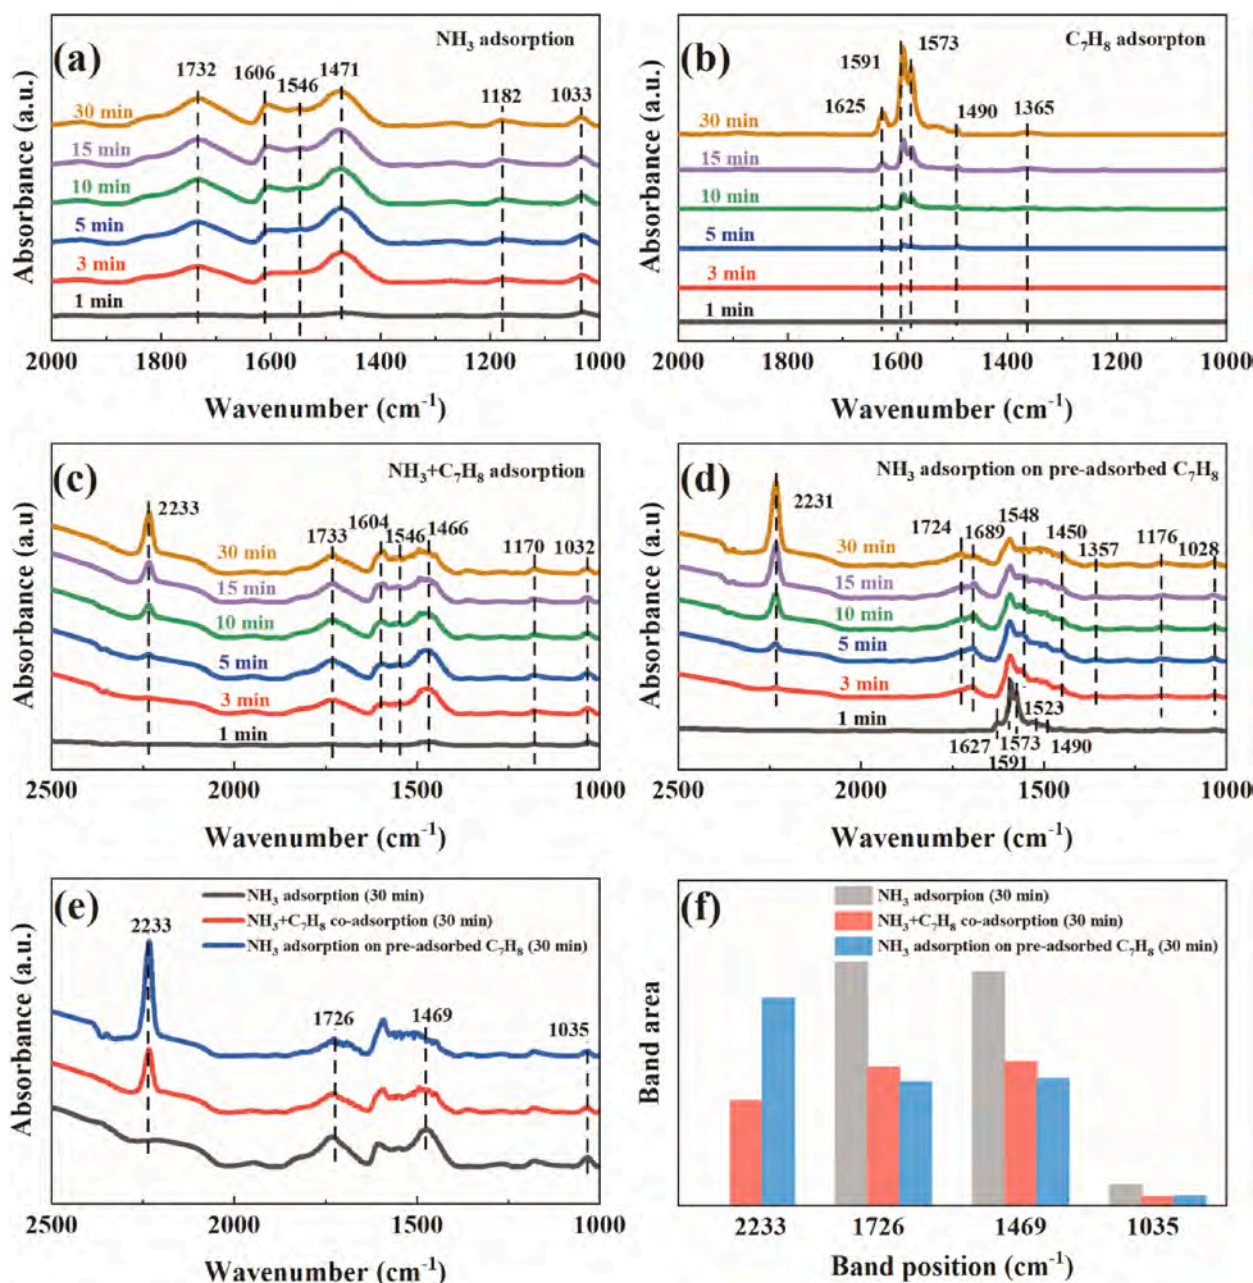 (a)
NH₃ adsorption
1732
1606
1546
1471
1182
1033
30 min
15 min
10 min
5 min
3 min
1 min
Absorbance (a.u.)
2000
1800
1600
1400
1200
1000
Wavenumber (cm⁻¹)
(b)
C₇H₈ adsorpton
1591
1573
1625
1490
1365
30 min
15 min
10 min
5 min
3 min
1 min
Absorbance (a.u.)
2000
1800
1600
1400
1200
1000
Wavenumber (cm⁻¹)
(c)
NH₃+C₇H₈ adsorption
2233
1733
1604
1546
1466
1170
1032
30 min
15 min
10 min
5 min
3 min
1 min
Absorbance (a.u)
2500
2000
1500
1000
Wavenumber (cm⁻¹)
(d)
NH₃ adsorption on pre-adsorbed C₇H₈
2231
1724
1689
1548
1450
1357
1176
1028
30 min
15 min
10 min
5 min
3 min
1 min
1523
1627
1573
1490
1591
Absorbance (a.u)
2500
2000
1500
1000
Wavenumber (cm⁻¹)
(e)
NH₃ adsorption (30 min)
NH₃+C₇H₈ co-adsorption (30 min)
NH₃ adsorption on pre-adsorbed C₇H₈ (30 min)
2233
1726
1469
1035
Absorbance (a.u.)
2500
2000
1500
1000
Wavenumber (cm⁻¹)
(f)
NH₃ adsorpion (30 min)
NH₃+C₇H₈ co-adsorption (30 min)
NH₃ adsorption on pre-adsorbed C₇H₈ (30 min)
Band area
2233
1726
1469
1035
Band position (cm⁻¹)